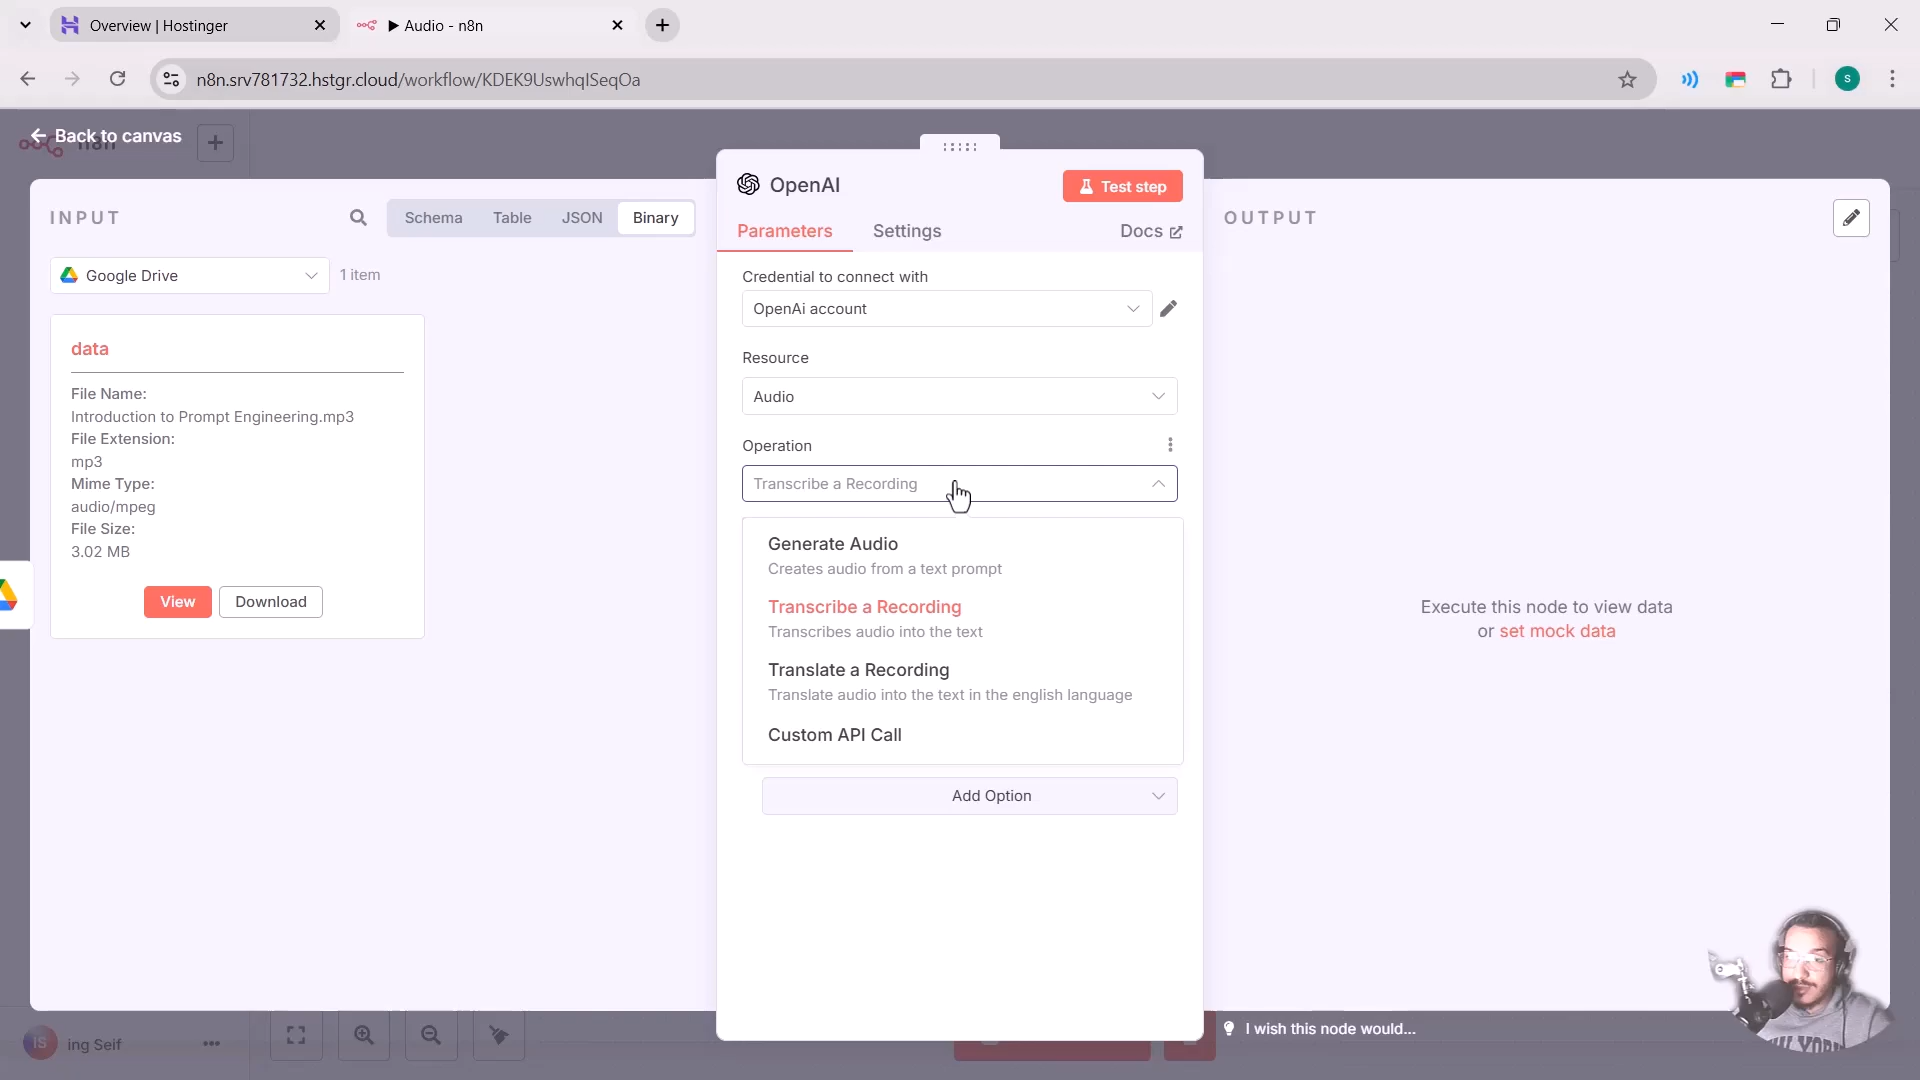 Overview | Hostinger
Audio - n8n
n8n.srv781732.hstgr.cloud/workflow/KDEK9UswhqISeqOa
S
Back to canvas
n8n
INPUT
Schema
Table
JSON
Binary
Google Drive
1 item
data
File Name:
Introduction to Prompt Engineering.mp3
File Extension:
mp3
Mime Type:
audio/mpeg
File Size:
3.02 MB
View
Download
OpenAI
Test step
Parameters
Settings
Docs
Credential to connect with
OpenAi account
Resource
Audio
Operation
Transcribe a Recording
Generate Audio
Creates audio from a text prompt
Transcribe a Recording
Transcribes audio into the text
Translate a Recording
Translate audio into the text in the english language
Custom API Call
Add Option
OUTPUT
Execute this node to view data
or set mock data
I wish this node would...
IS
ing Seif